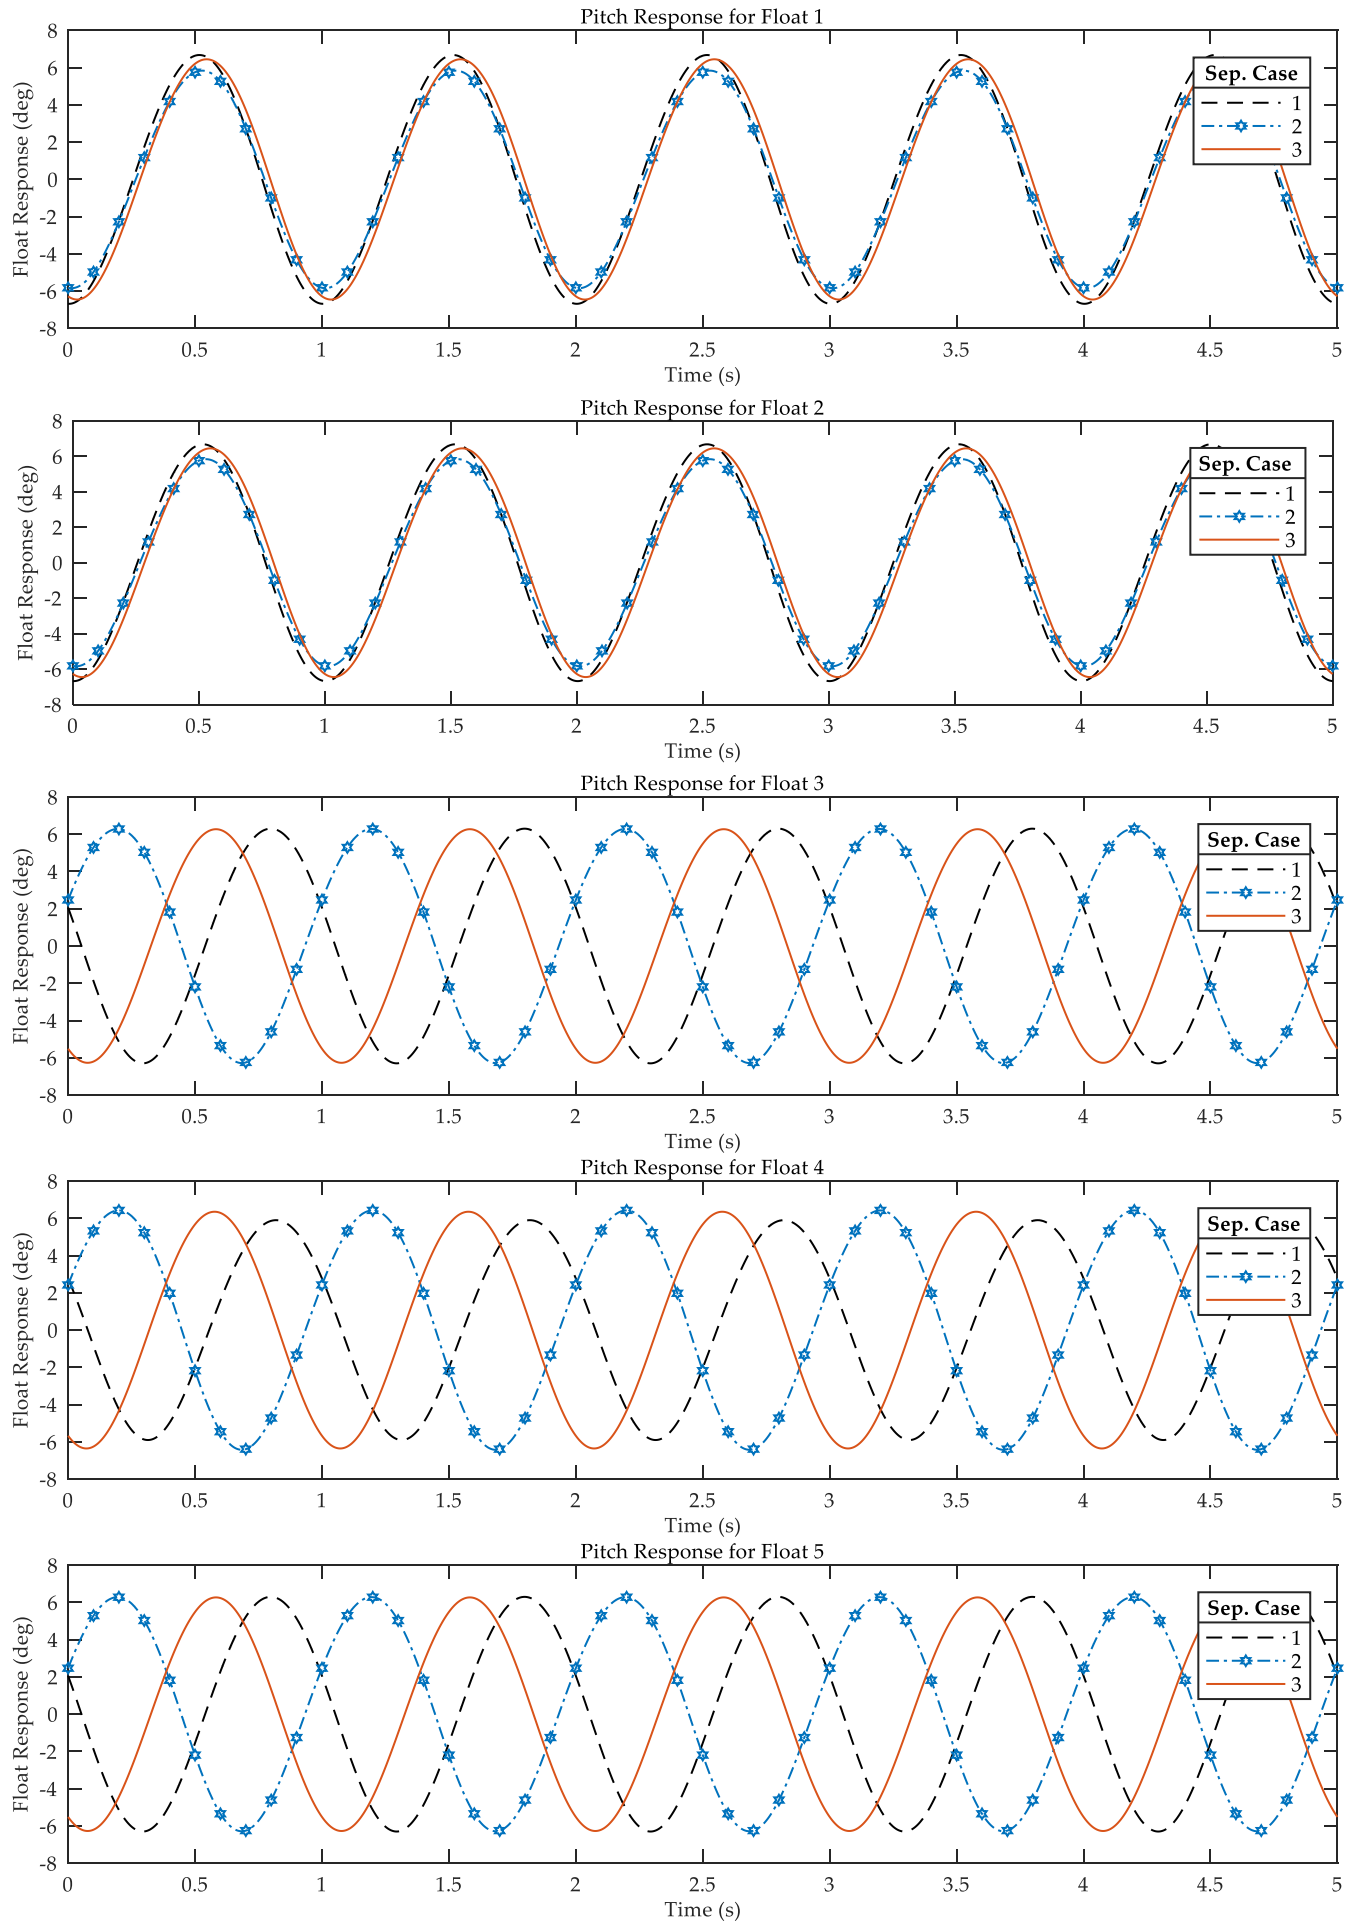 Pitch Response for Float 1
8
6
4
2
0
-2
-4
-6
-8
Float Response (deg)
Sep. Case
1
2
3
0 0.5 1 1.5 2 2.5 3 3.5 4 4.5 5
Time (s)
Pitch Response for Float 2
8
6
4
2
0
-2
-4
-6
-8
Float Response (deg)
Sep. Case
1
2
3
0 0.5 1 1.5 2 2.5 3 3.5 4 4.5 5
Time (s)
Pitch Response for Float 3
8
6
4
2
0
-2
-4
-6
-8
Float Response (deg)
Sep. Case
1
2
3
0 0.5 1 1.5 2 2.5 3 3.5 4 4.5 5
Time (s)
Pitch Response for Float 4
8
6
4
2
0
-2
-4
-6
-8
Float Response (deg)
Sep. Case
1
2
3
0 0.5 1 1.5 2 2.5 3 3.5 4 4.5 5
Time (s)
Pitch Response for Float 5
8
6
4
2
0
-2
-4
-6
-8
Float Response (deg)
Sep. Case
1
2
3
0 0.5 1 1.5 2 2.5 3 3.5 4 4.5 5
Time (s)